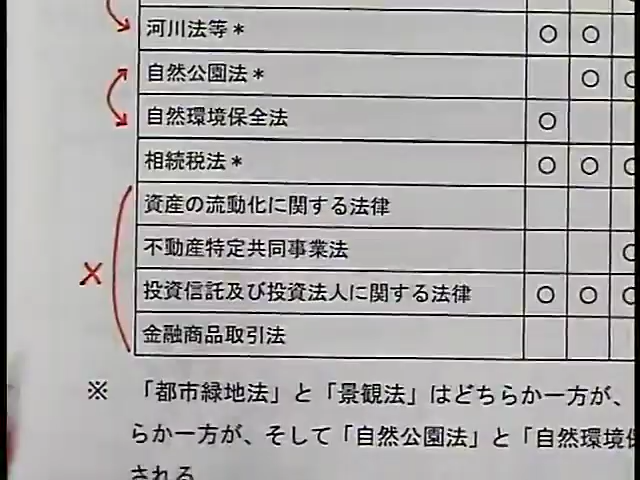 河川法等* ○ ○
自然公園法* ○
自然環境保全法 ○
相続税法* ○ ○
資産の流動化に関する法律
不動産特定共同事業法
× 投資信託及び投資法人に関する法律 ○ ○
金融商品取引法
※ 「都市緑地法」と「景観法」はどちらか一方が、
らか一方が、そして「自然公園法」と「自然環境
される